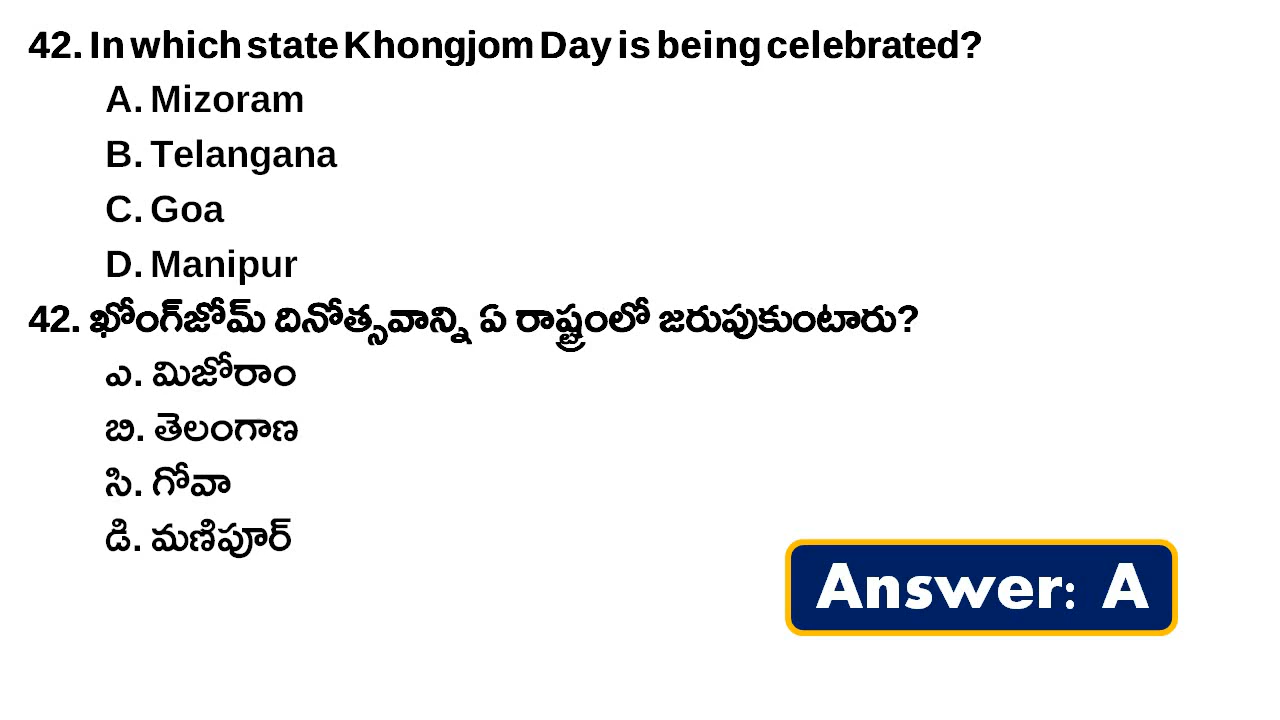 42. In which state Khongjom Day is being celebrated?
A. Mizoram
B. Telangana
C. Goa
D. Manipur
42. ఖోంగ్‌జోమ్ దినోత్సవాన్ని ఏ రాష్ట్రంలో జరుపుకుంటారు?
ఎ. మిజోరాం
బి. తెలంగాణ
సి. గోవా
డి. మణిపూర్
Answer: A